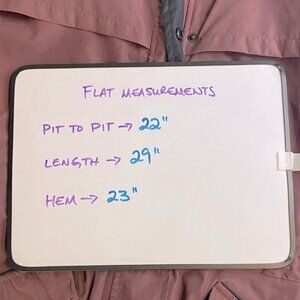 FLAT MEASUREMENTS
PIT TO PIT → 22"
LENGTH → 29"
HEM → 23"